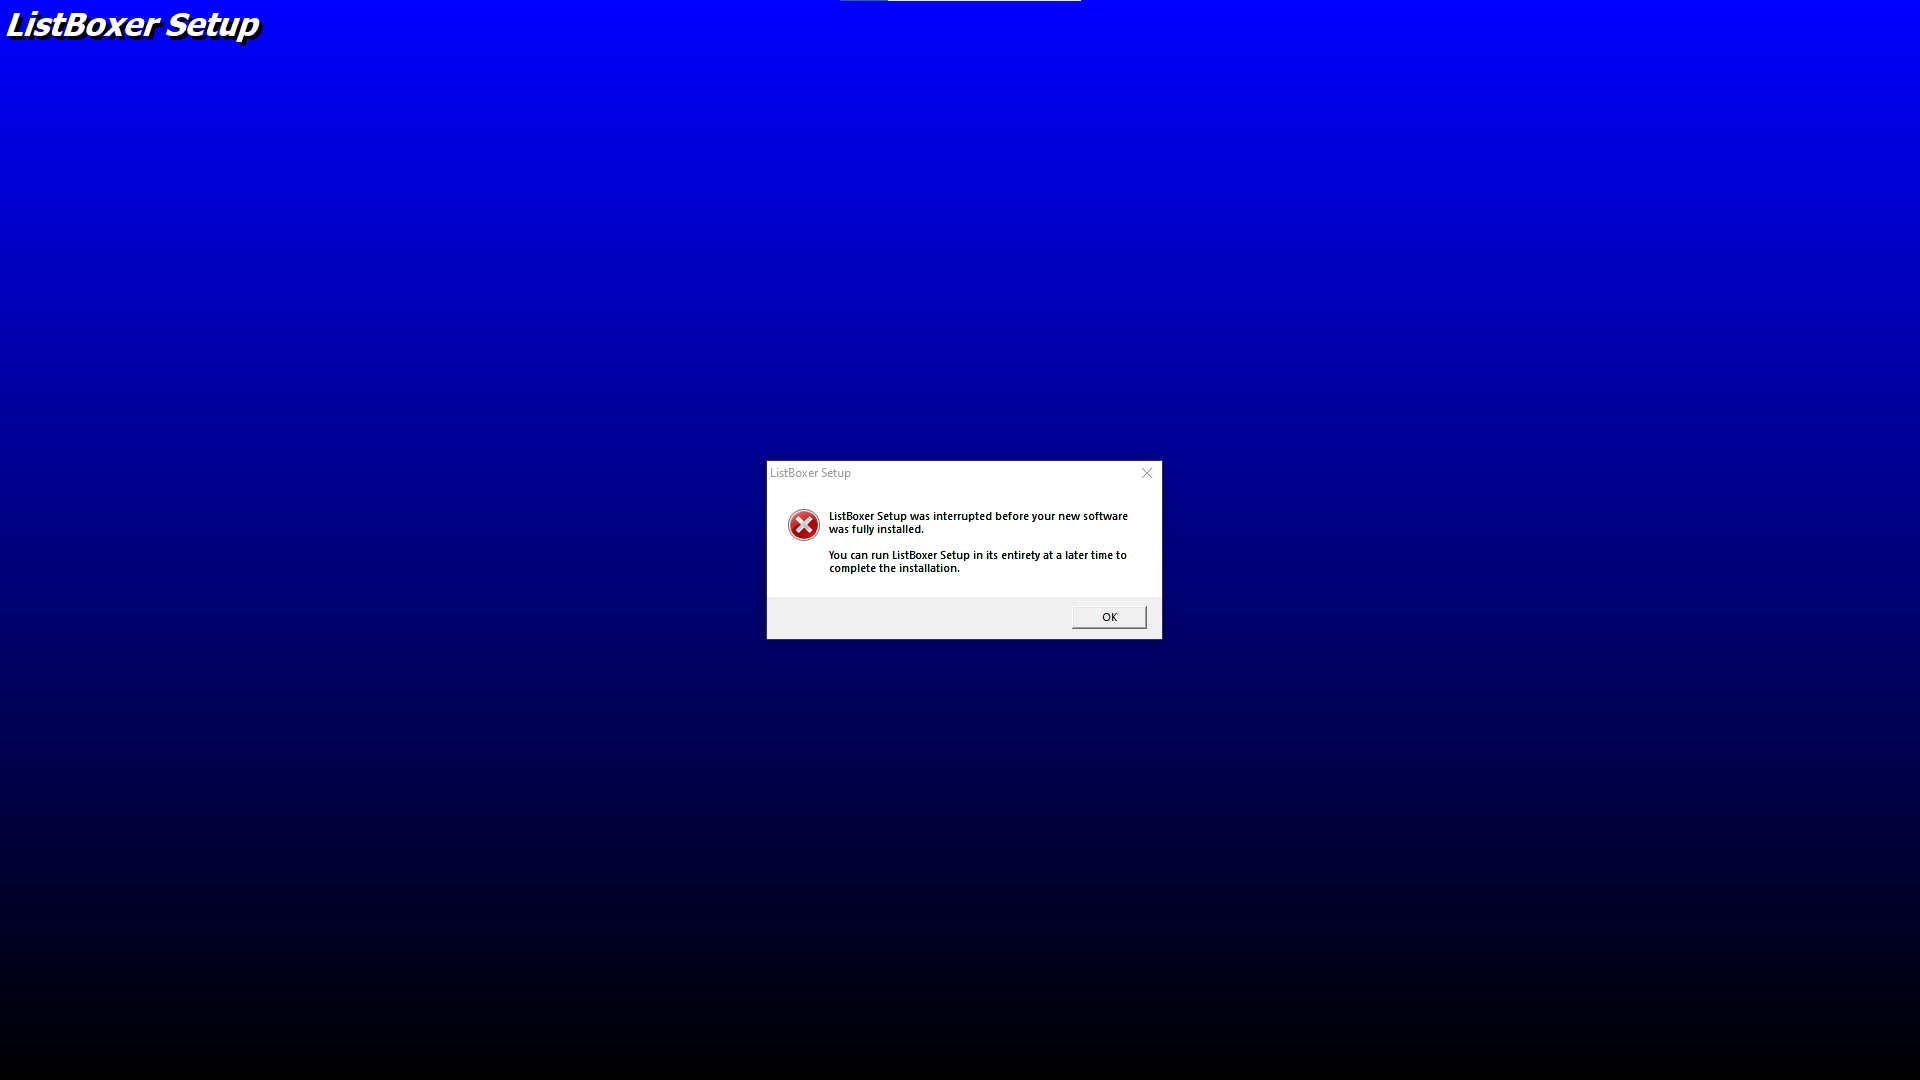 ListBoxer Setup
ListBoxer Setup
ListBoxer Setup was interrupted before your new software
was fully installed.
You can run ListBoxer Setup in its entirety at a later time to
complete the installation.
OK